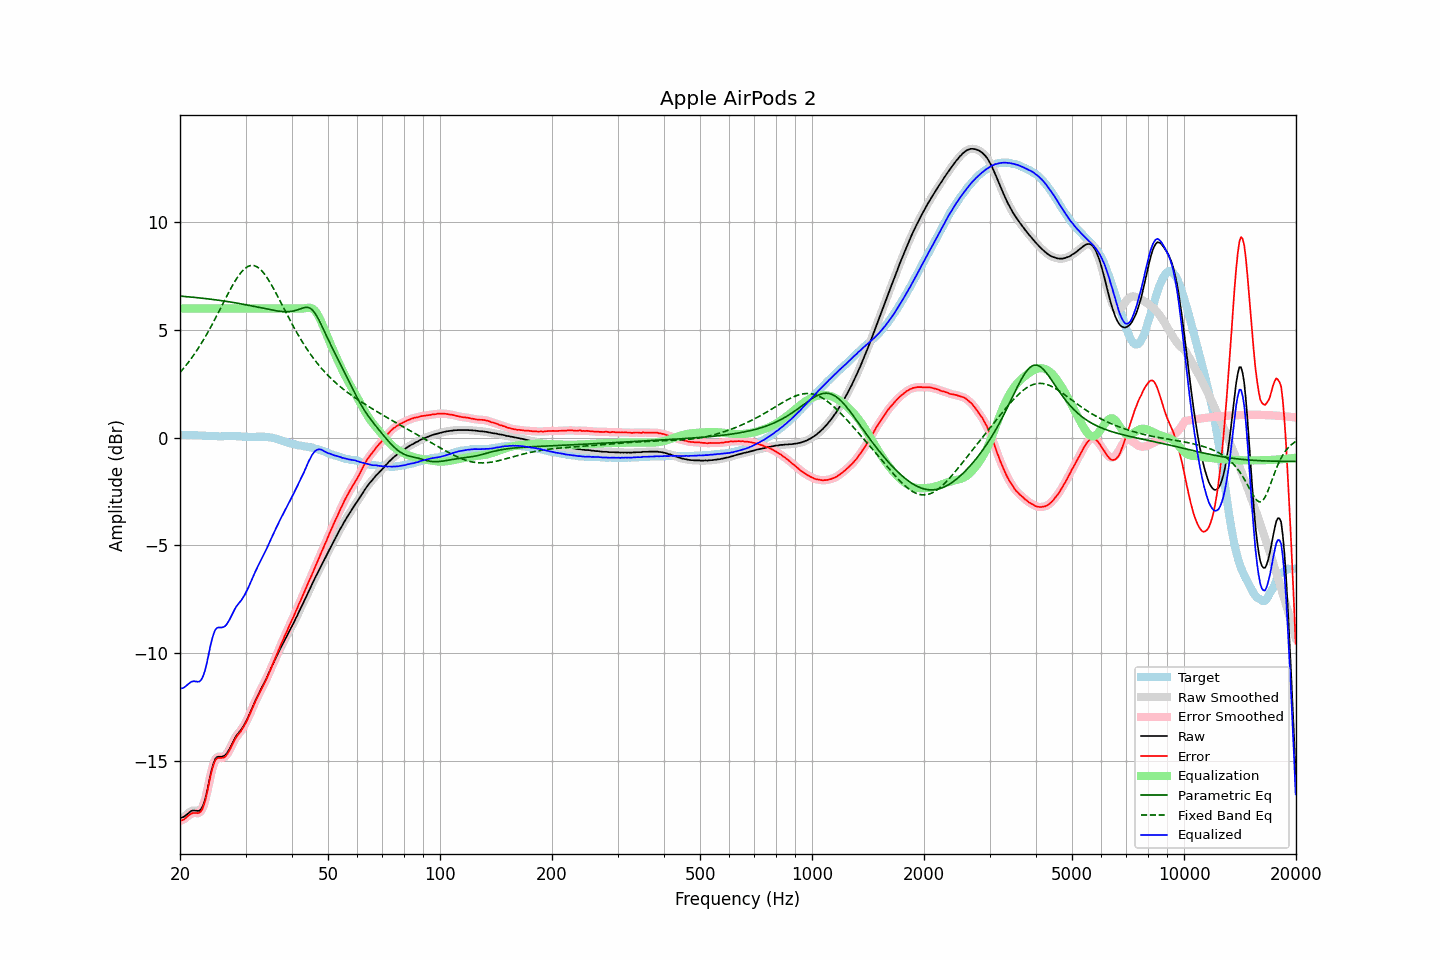 Apple AirPods 2
Amplitude (dBr)
10
5
0
−5
−10
−15
20
50
100
200
500
1000
2000
5000
10000
20000
Frequency (Hz)
Target
Raw Smoothed
Error Smoothed
Raw
Error
Equalization
Parametric Eq
Fixed Band Eq
Equalized